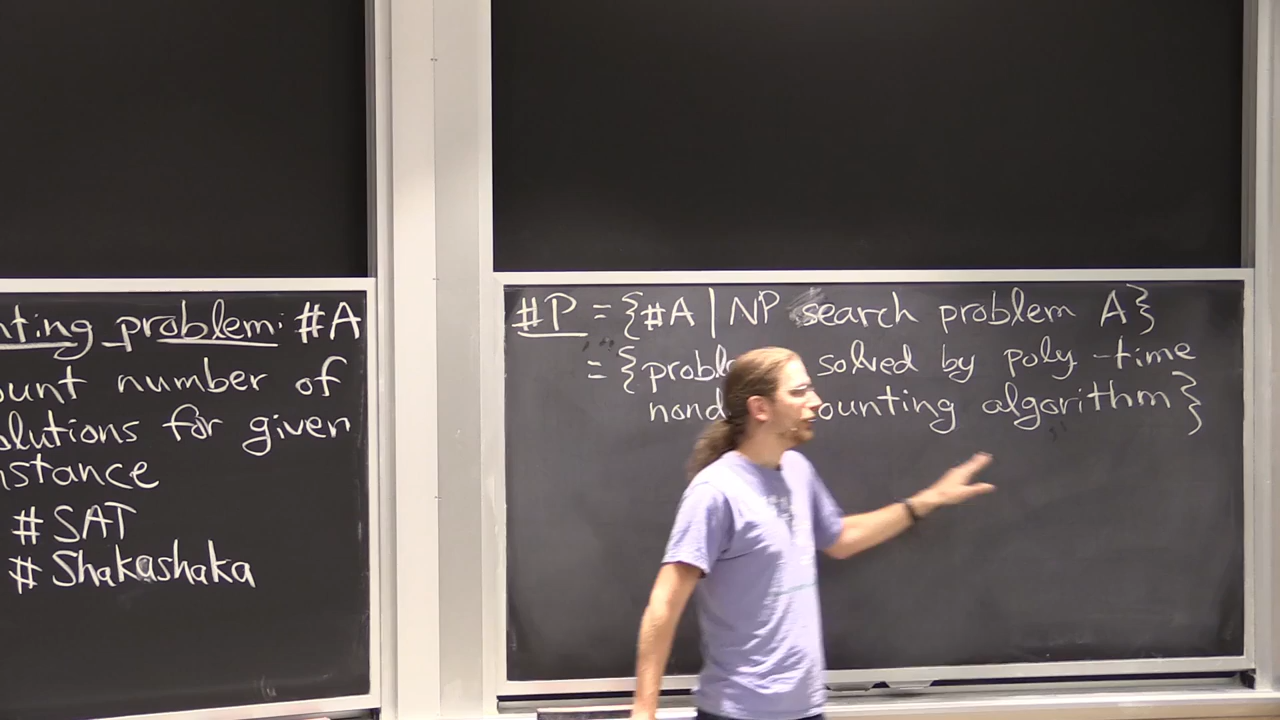 nting problem: #A
ount number of
olutions for given
nstance
# SAT
# Shakashaka
#P = {#A | NP search problem A}
= {probl solved by poly-time
nond ounting algorithm}